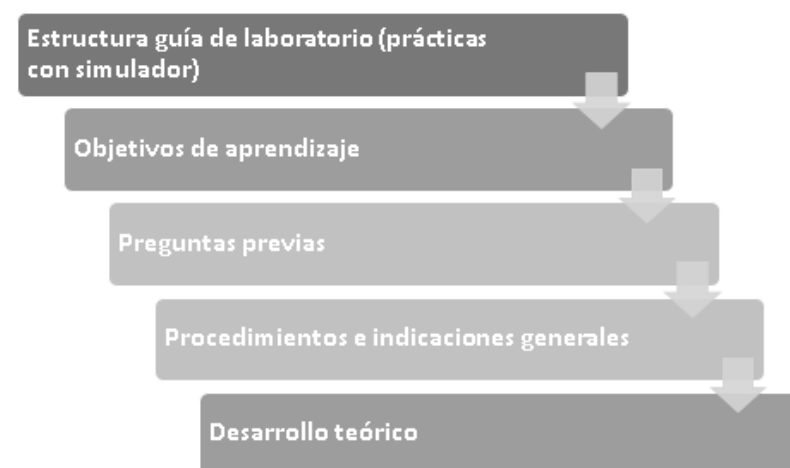 Estructura guía de laboratorio (prácticas
con simulador)
Objetivos de aprendizaje
Preguntas previas
Procedimientos e indicaciones generales
Desarrollo teórico